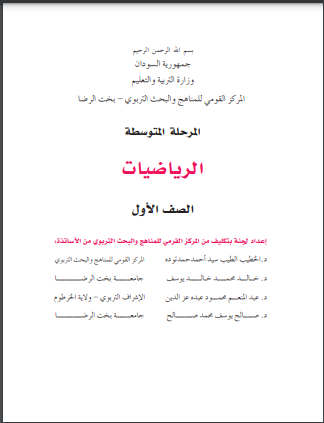 بسم الله الرحمن الرحيم
جمهورية السودان
وزارة التربية والتعليم
المركز القومي للمناهج والبحث التربوي – بخت الرضا
المرحلة المتوسطة
الرياضيات
الصف الأول
إعداد لجنة بتكليف من المركز القومي للمناهج والبحث التربوي من الأساتذة:
د. الخطيب الطيب سيد أحمد حمدتوده المركز القومي للمناهج والبحث التربوي
د. خالد محمد خالد يوسف جامعة بخت الرضا
د. عبد المنعم محمود عبده عز الدين الإشراف التربوي – ولاية الخرطوم
د. صالح يوسف محمد صالح جامعة بخت الرضا